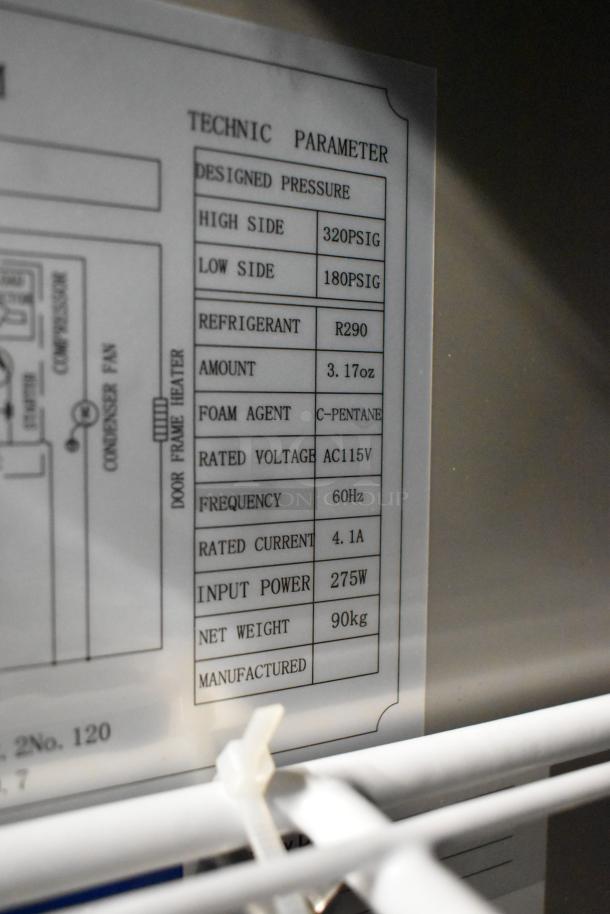 TECHNIC PARAMETER
DESIGNED PRESSURE
HIGH SIDE 320PSIG
LOW SIDE 180PSIG
REFRIGERANT R290
AMOUNT 3.17oz
FOAM AGENT C-PENTANE
RATED VOLTAGE AC115V
FREQUENCY 60Hz
RATED CURRENT 4.1A
INPUT POWER 275W
NET WEIGHT 90kg
MANUFACTURED
COMPRESSOR
STARTER
CONDENSER FAN
DOOR FRAME HEATER
2No. 120
7